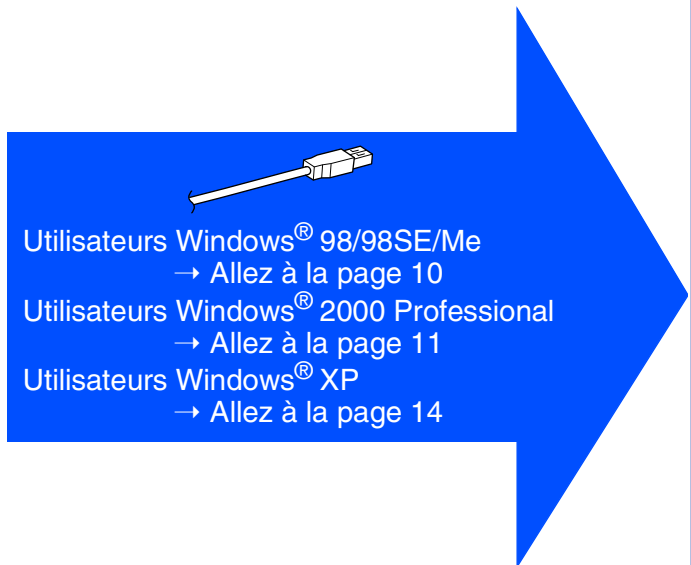 Utilisateurs Windows® 98/98SE/Me
→ Allez à la page 10
Utilisateurs Windows® 2000 Professional
→ Allez à la page 11
Utilisateurs Windows® XP
→ Allez à la page 14